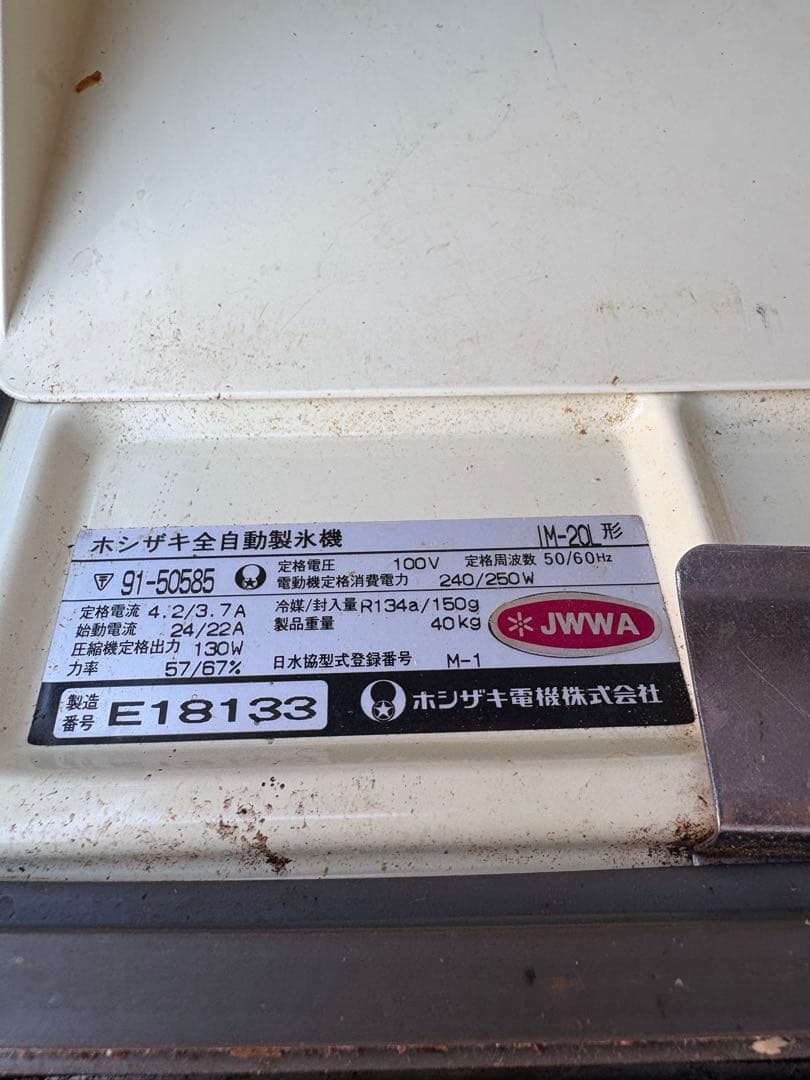 ホシザキ全自動製氷機 IM-20L形
91-50585 定格電圧 100V 定格周波数 50/60Hz
電動機定格消費電力 240/250W
定格電流 4.2/3.7A 冷媒/封入量 R134a/150g
始動電流 24/22A 製品重量 40kg
圧縮機定格出力 130W
力率 57/67% 日水協型式登録番号 M-1
JWWA
製造番号 E18133 ホシザキ電機株式会社